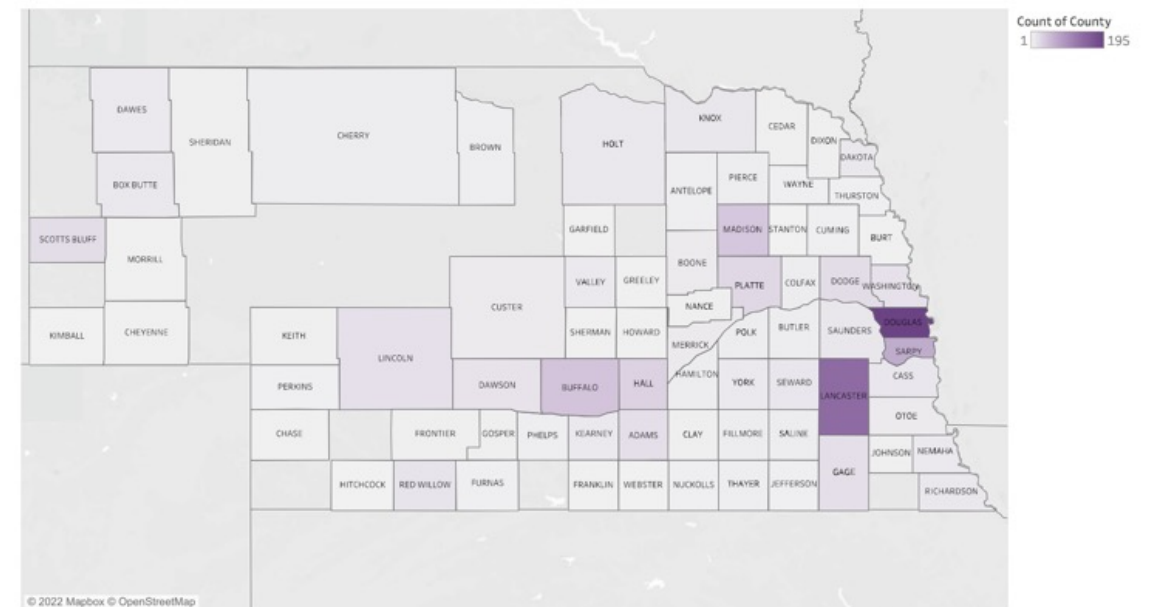 Count of County
1 195
KNOX
DAWES
CEDAR
CHERRY
SHERIDAN
DIXON
HOLT
BROWN
DAKOTA
PIERCE
BOX BUTTE
WAYNE
ANTELOPE
THURSTON
GARFIELD
MADISON
STANTON
CUMING
SCOTTS BLUFF
BURT
MORRILL
BOONE
VALLEY
GREELEY
DODGE
COLFAX
PLATTE
WASHINGTON
CUSTER
NANCE
DOUGLAS
KIMBALL
CHEYENNE
KEITH
SHERMAN
HOWARD
POLK
BUTLER
SAUNDERS
MERRICK
SARPY
LINCOLN
HAMILTON
CASS
PERKINS
DAWSON
BUFFALO
HALL
YORK
SEWARD
LANCASTER
OTOE
CHASE
FRONTIER
GOSPER
PHELPS
KEARNEY
ADAMS
CLAY
FILLMORE
SALINE
JOHNSON
NEMAHA
GAGE
HITCHCOCK
RED WILLOW
FURNAS
FRANKLIN
WEBSTER
NUCKOLLS
THAYER
JEFFERSON
RICHARDSON
© 2022 Mapbox © OpenStreetMap